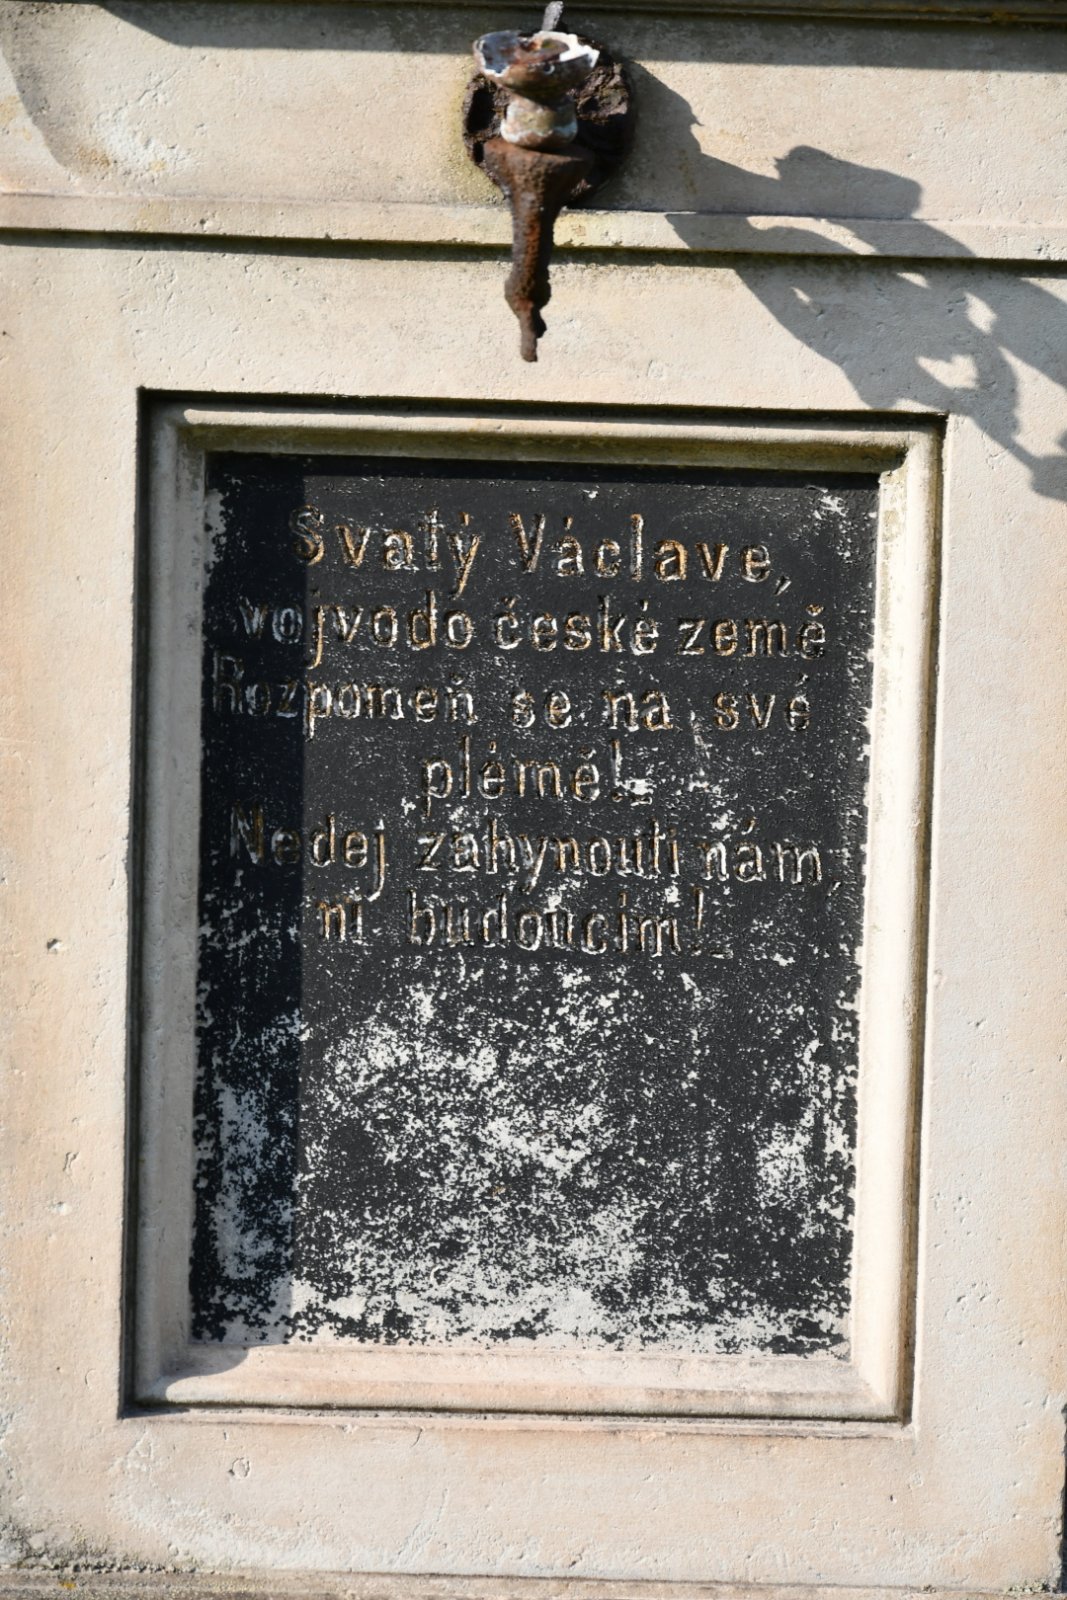 Svatý Václave,
vojvodo české země
Rozpomeň se na své
plémě!
Nedej zahynouti nám,
ni budoucím!